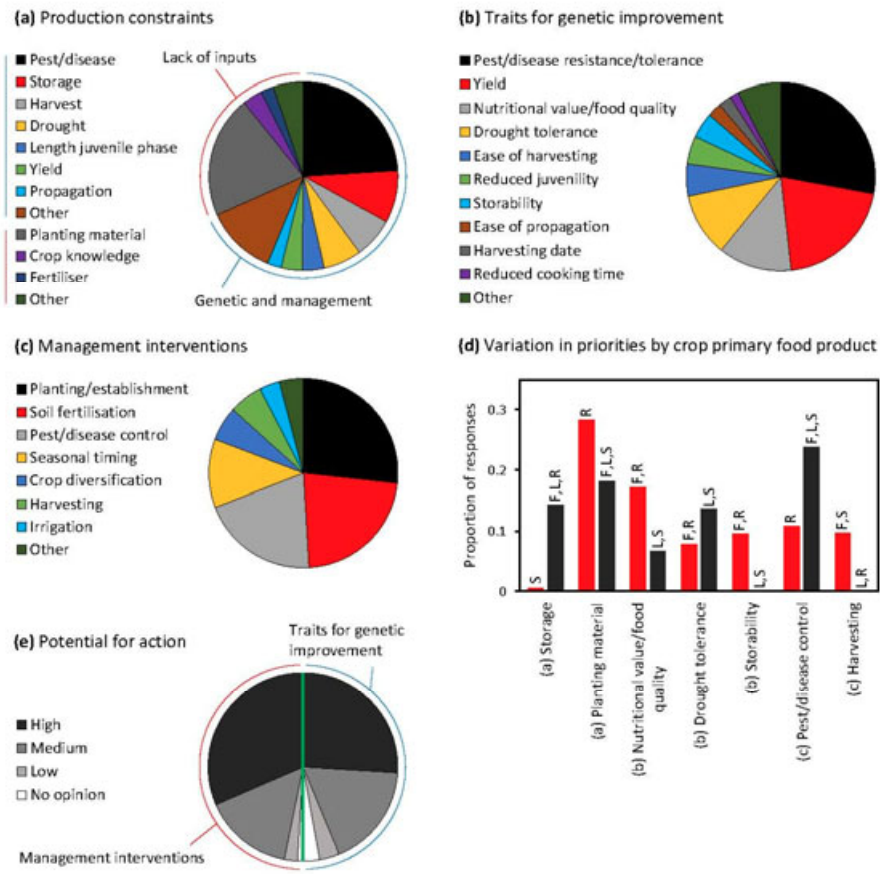 (a) Production constraints
Pest/disease
Storage
Harvest
Drought
Length juvenile phase
Yield
Propagation
Other
Planting material
Crop knowledge
Fertiliser
Other
Lack of inputs
Genetic and management
(b) Traits for genetic improvement
Pest/disease resistance/tolerance
Yield
Nutritional value/food quality
Drought tolerance
Ease of harvesting
Reduced juvenility
Storability
Ease of propagation
Harvesting date
Reduced cooking time
Other
(c) Management interventions
Planting/establishment
Soil fertilisation
Pest/disease control
Seasonal timing
Crop diversification
Harvesting
Irrigation
Other
(d) Variation in priorities by crop primary food product
Proportion of responses
0.3
0.2
0.1
0
S
F,L,R
R
F,L,S
F,R
L,S
F,R
L,S
F,R
L,S
R
F,L,S
F,S
L,R
(a) Storage
(a) Planting material
(b) Nutritional value/food
quality
(b) Drought tolerance
(b) Storability
(c) Pest/disease control
(c) Harvesting
(e) Potential for action
High
Medium
Low
No opinion
Traits for genetic
improvement
Management interventions